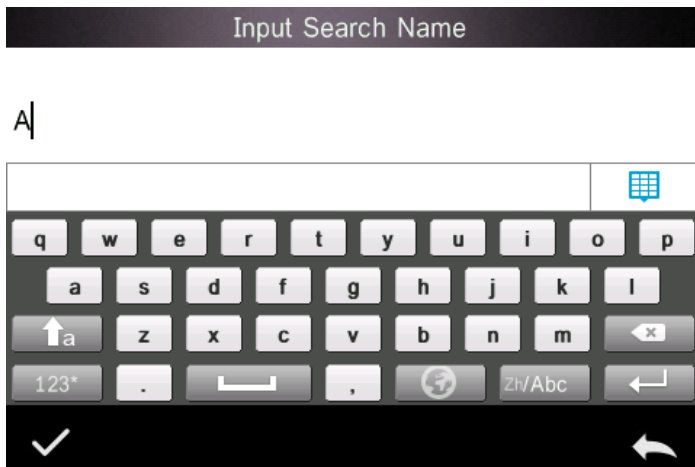 Input Search Name
A
q w e r t y u i o p
a s d f g h j k l
a z x c v b n m
123* . , Zh/Abc